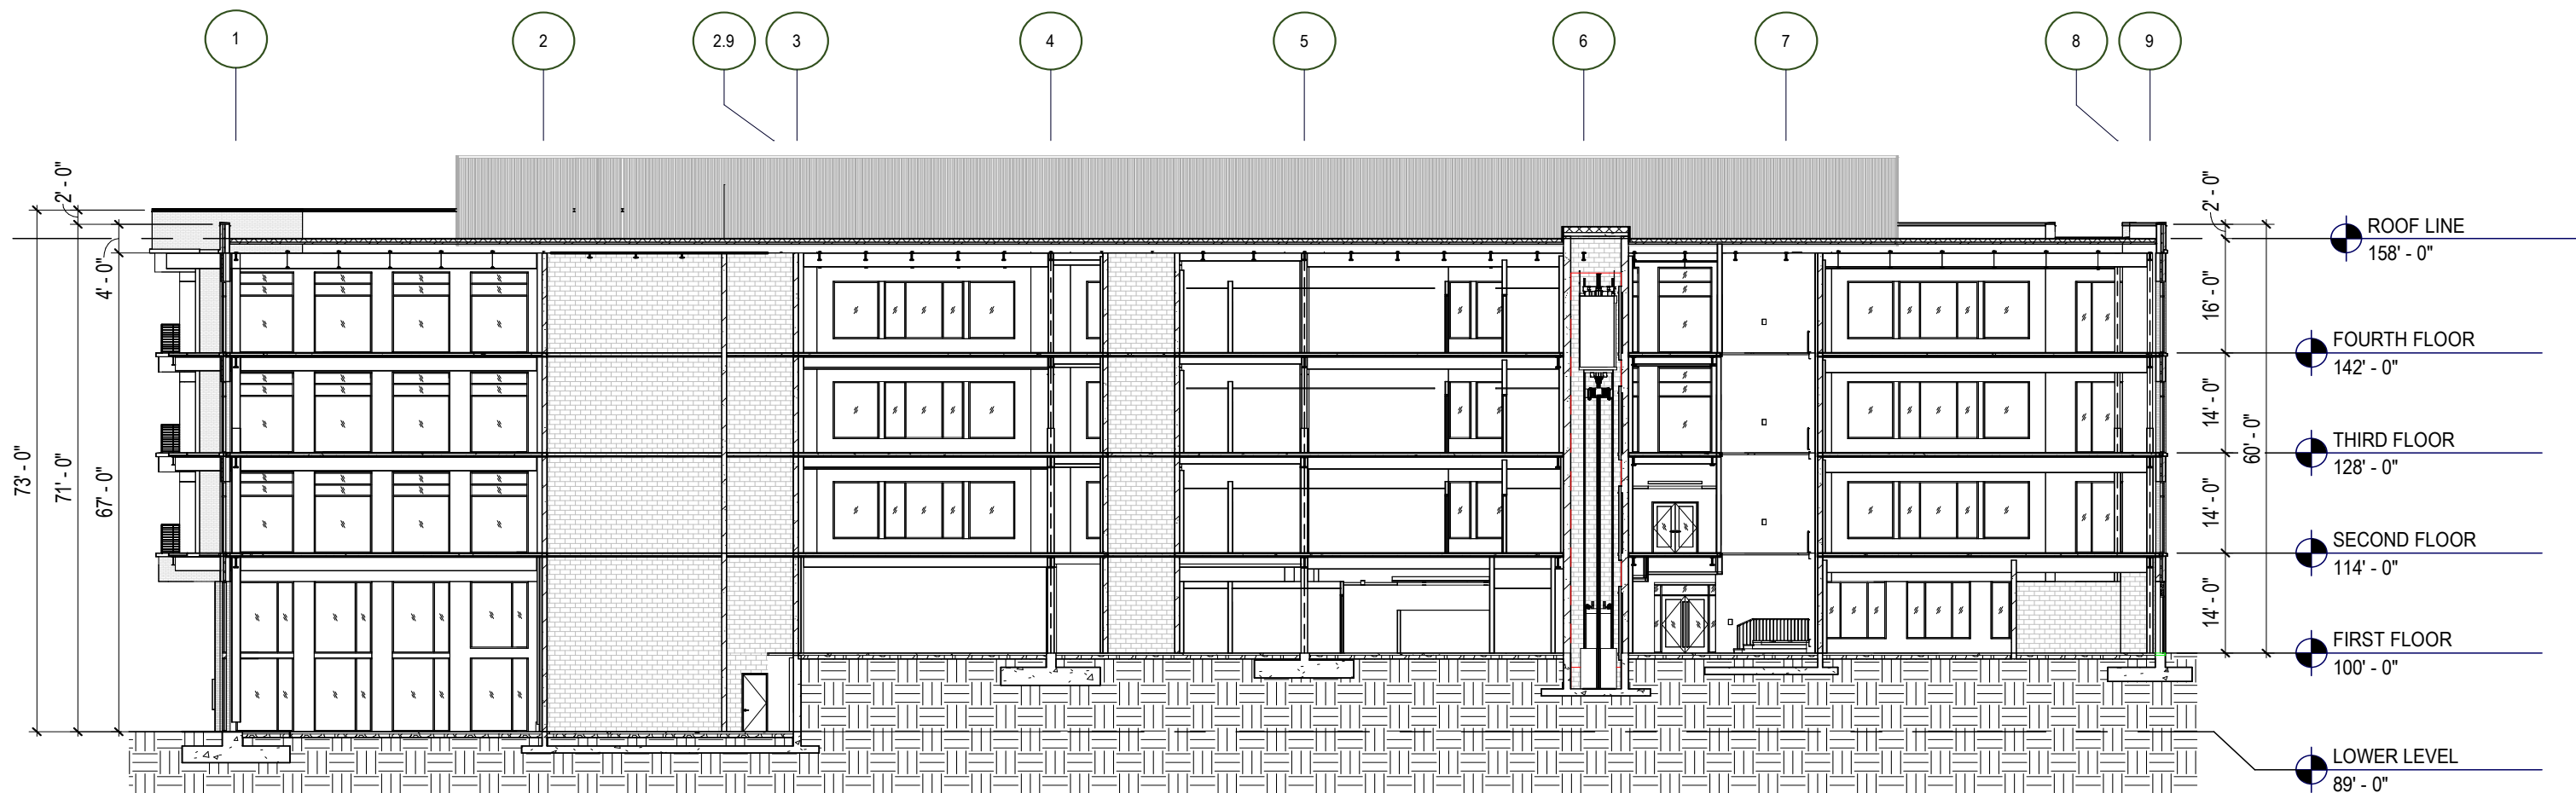 1
2
2.9
3
4
5
6
7
8
9
2' - 0"
4' - 0"
73' - 0"
71' - 0"
67' - 0"
2' - 0"
16' - 0"
14' - 0"
14' - 0"
14' - 0"
60' - 0"
ROOF LINE
158' - 0"
FOURTH FLOOR
142' - 0"
THIRD FLOOR
128' - 0"
SECOND FLOOR
114' - 0"
FIRST FLOOR
100' - 0"
LOWER LEVEL
89' - 0"